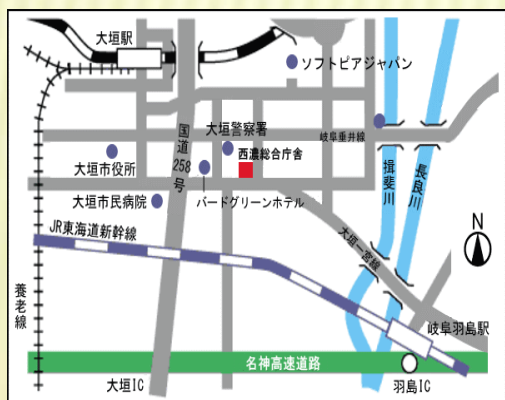 大垣駅
ソフトピアジャパン
国道258号
大垣警察署
岐阜垂井線
西濃総合庁舎
大垣市役所
揖斐川
長良川
大垣市民病院
バードグリーンホテル
JR東海道新幹線
大垣一宮線
N
養老線
岐阜羽島駅
名神高速道路
大垣IC
羽島IC